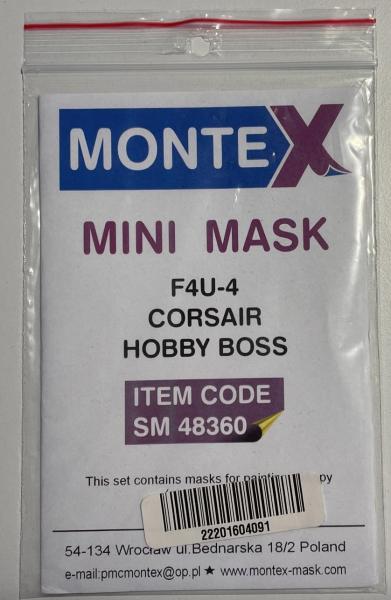 MONTEX
MINI MASK
F4U-4
CORSAIR
HOBBY BOSS
ITEM CODE
SM 48360
This set contains masks for painting
22201604091
54-134 Wrocław ul.Bednarska 18/2 Poland
e-mail:pmcmontex@op.pl ★ www.montex-mask.com